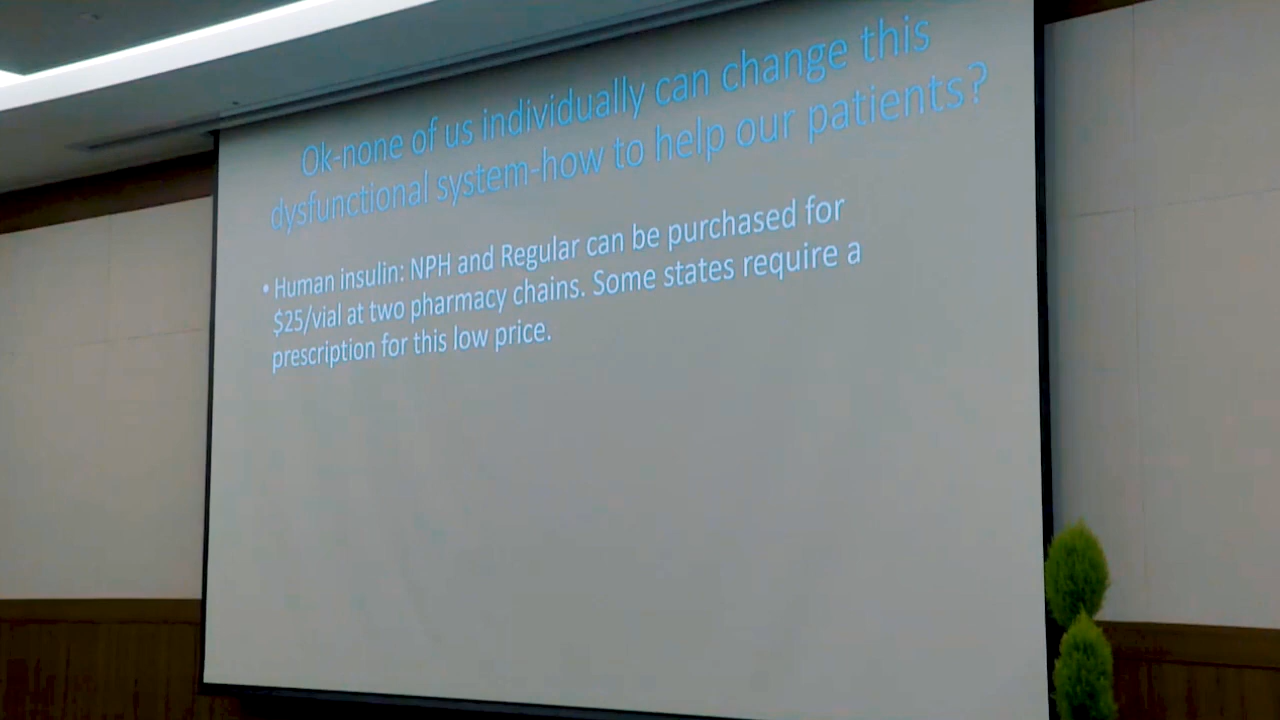 Ok-none of us individually can change this
dysfunctional system-how to help our patients?
• Human insulin: NPH and Regular can be purchased for
$25/vial at two pharmacy chains. Some states require a
prescription for this low price.